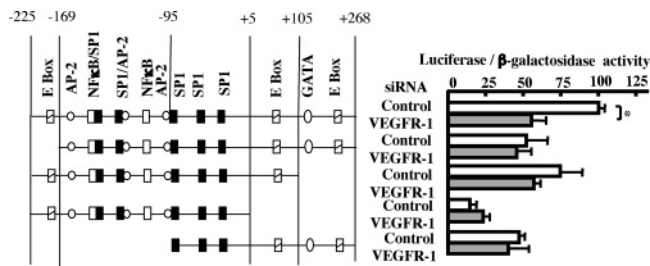 -225 -169 -95 +5 +105 +268
E Box AP-2 NFκB/SP1 SP1/AP-2 NFκB AP-2 SP1 SP1 SP1 E Box GATA E Box
Luciferase / β-galactosidase activity
siRNA 0 25 50 75 100 125
Control
VEGFR-1 *
Control
VEGFR-1
Control
VEGFR-1
Control
VEGFR-1
Control
VEGFR-1